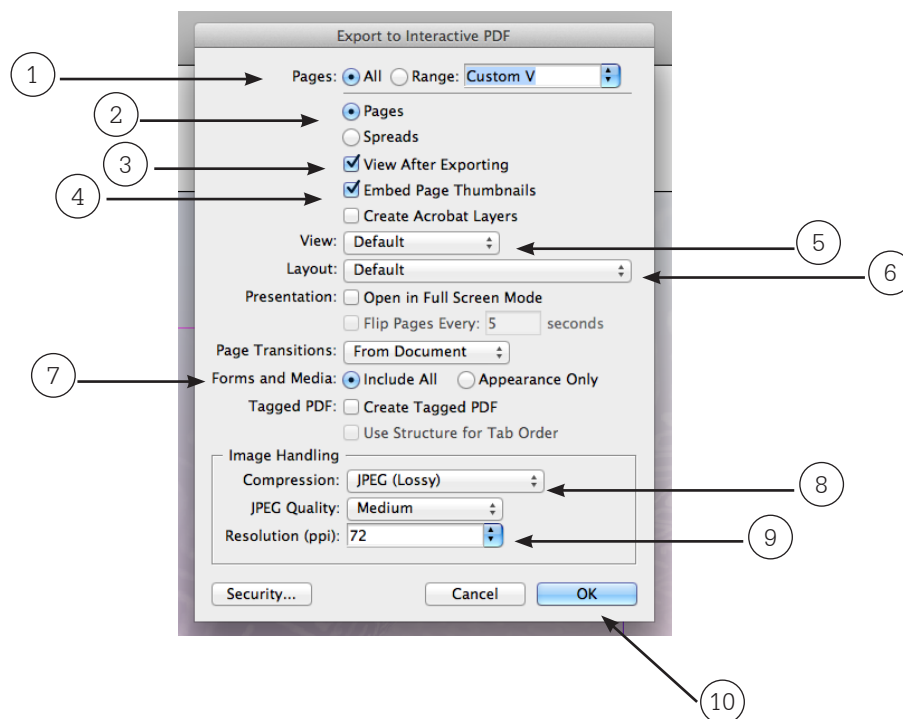 Export to Interactive PDF
1
Pages: All Range: Custom V
2
Pages
Spreads
3
View After Exporting
4
Embed Page Thumbnails
Create Acrobat Layers
View: Default
5
Layout: Default
6
Presentation: Open in Full Screen Mode
Flip Pages Every: 5 seconds
Page Transitions: From Document
7
Forms and Media: Include All Appearance Only
Tagged PDF: Create Tagged PDF
Use Structure for Tab Order
Image Handling
Compression: JPEG (Lossy)
8
JPEG Quality: Medium
Resolution (ppi): 72
9
Security... Cancel OK
10